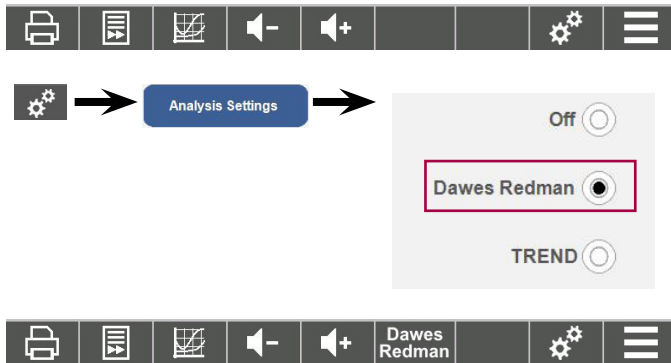 Analysis Settings
Off
Dawes Redman
TREND
Dawes
Redman